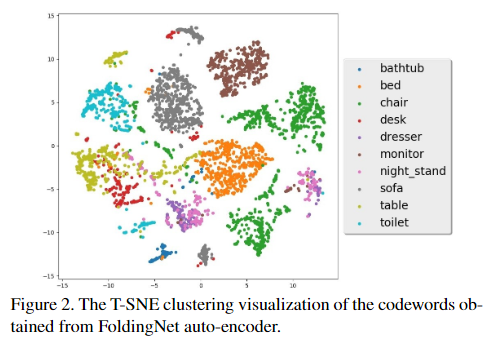 15
10
5
0
−5
−10
−15
−15
−10
−5
0
5
10
bathtub
bed
chair
desk
dresser
monitor
night_stand
sofa
table
toilet
Figure 2. The T-SNE clustering visualization of the codewords ob-
tained from FoldingNet auto-encoder.